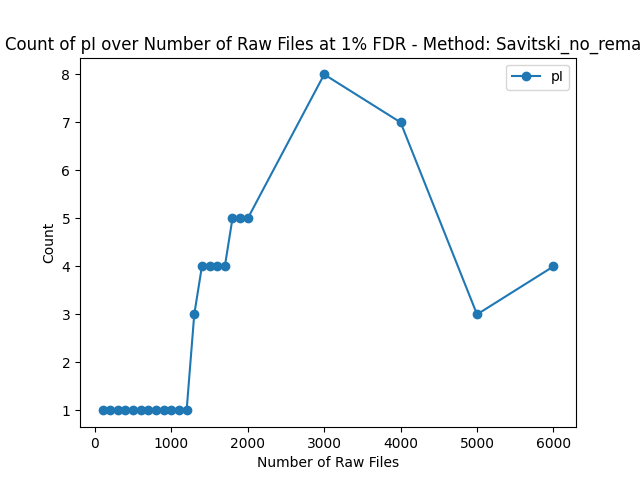 Count of pI over Number of Raw Files at 1% FDR - Method: Savitski_no_rema
pI
8
7
6
5
4
3
2
1
Count
0 1000 2000 3000 4000 5000 6000
Number of Raw Files